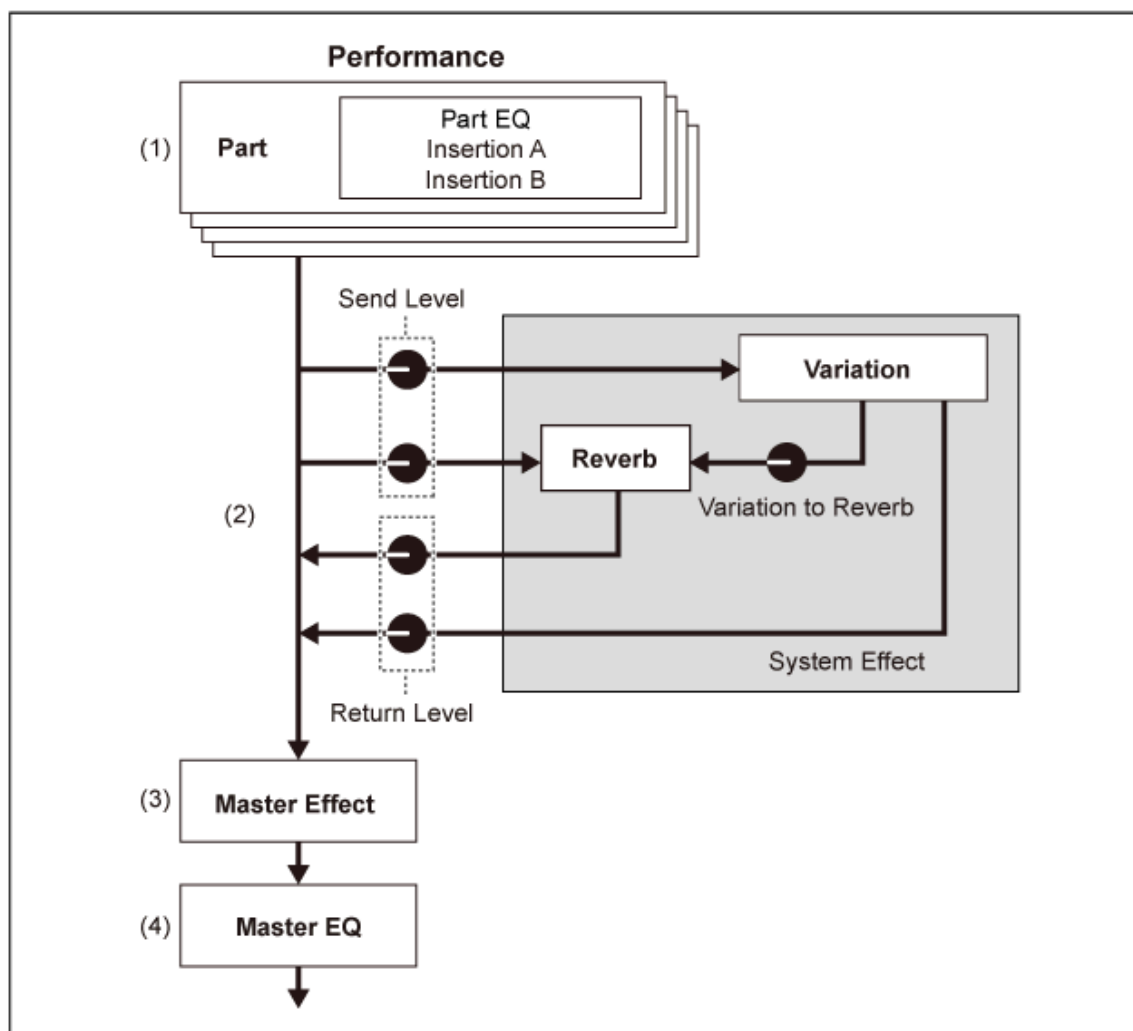 Performance
(1)
Part
Part EQ
Insertion A
Insertion B
Send Level
Variation
Reverb
Variation to Reverb
(2)
System Effect
Return Level
(3)
Master Effect
(4)
Master EQ